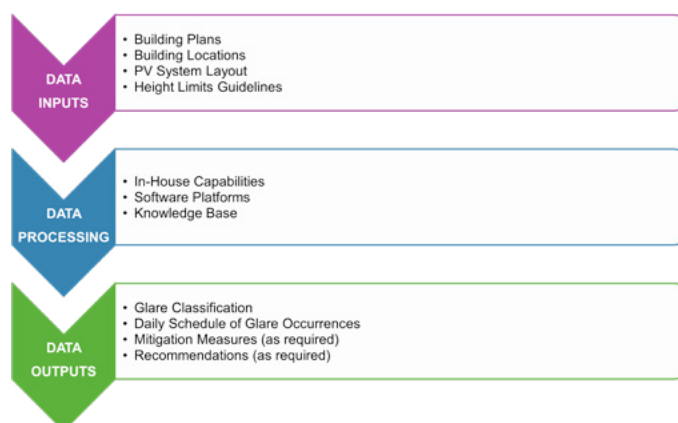 DATA
INPUTS
• Building Plans
• Building Locations
• PV System Layout
• Height Limits Guidelines
DATA
PROCESSING
• In-House Capabilities
• Software Platforms
• Knowledge Base
DATA
OUTPUTS
• Glare Classification
• Daily Schedule of Glare Occurrences
• Mitigation Measures (as required)
• Recommendations (as required)